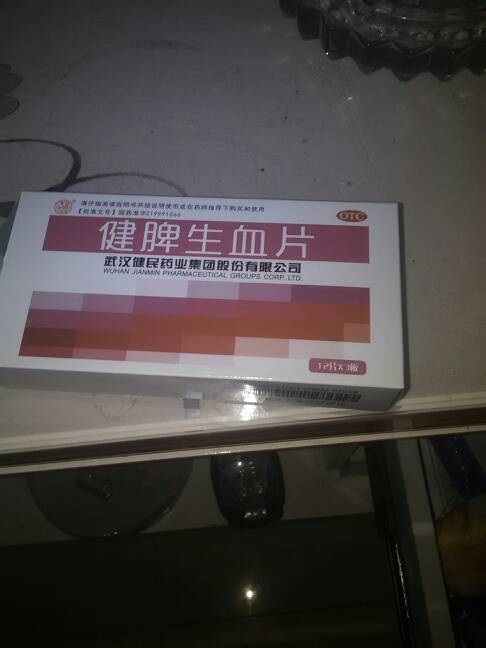 请仔细阅读说明书并按说明使用或在药师指导下购买和使用
【批准文号】国药准字Z19991066
OTC
健脾生血片
武汉健民药业集团股份有限公司
WUHAN JIANMIN PHARMACEUTICAL GROUPS CORP. LTD.
12片X3板